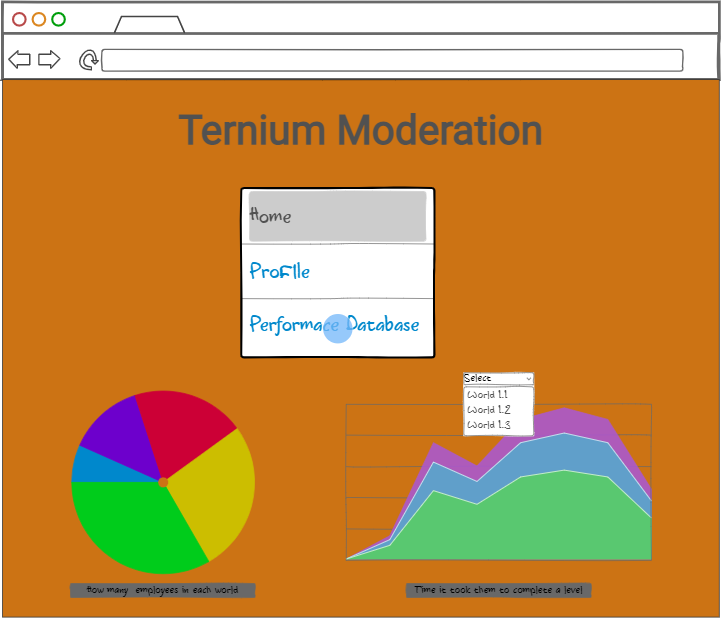 Ternium Moderation
Home
ProfIle
Performace Database
Select
World 1.1
World 1.2
World 1.3
How many employees in each world
Time it took them to complete a level